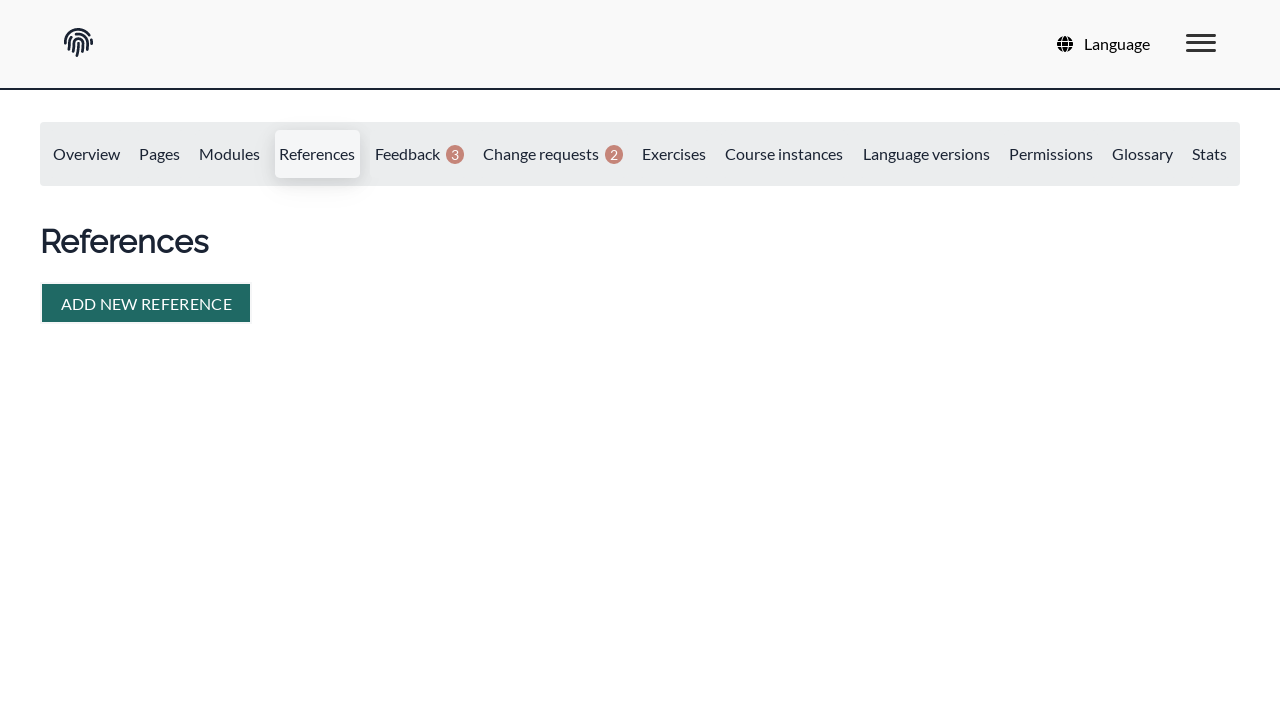 Language
Overview Pages Modules References Feedback 3 Change requests 2 Exercises Course instances Language versions Permissions Glossary Stats
References
ADD NEW REFERENCE